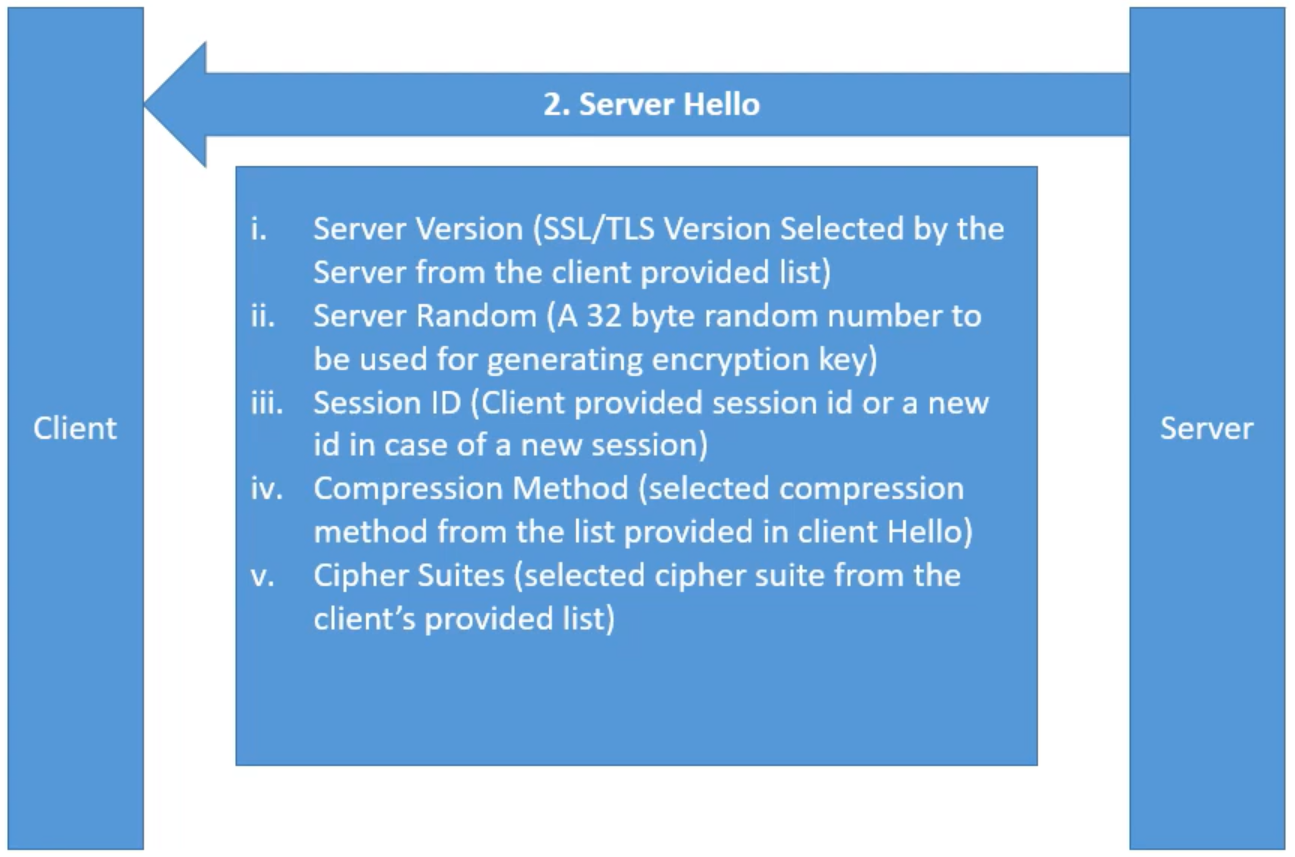 2. Server Hello
i. Server Version (SSL/TLS Version Selected by the
Server from the client provided list)
ii. Server Random (A 32 byte random number to
be used for generating encryption key)
iii. Session ID (Client provided session id or a new
id in case of a new session)
iv. Compression Method (selected compression
method from the list provided in client Hello)
v. Cipher Suites (selected cipher suite from the
client’s provided list)
Client
Server